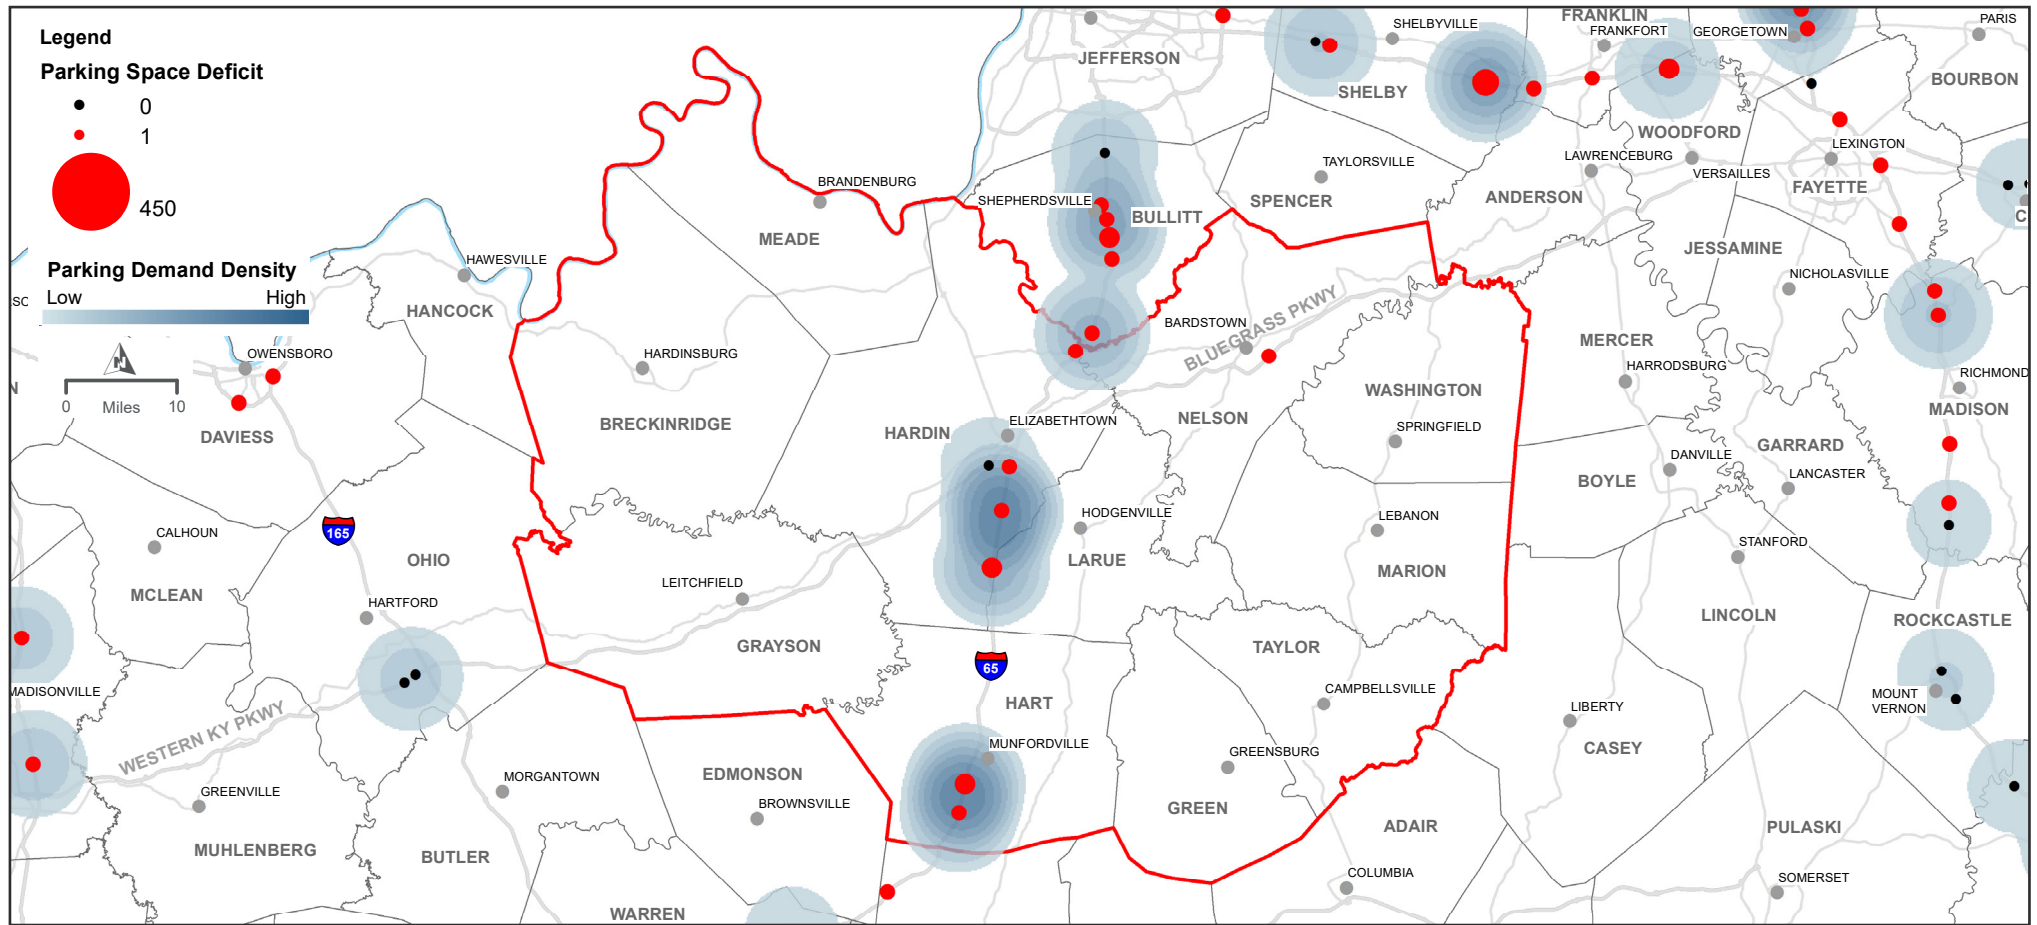 Legend
Parking Space Deficit
0
1
450
Parking Demand Density
Low High
N
0 Miles 10
JEFFERSON
SHELBYVILLE
SHELBY
FRANKLIN
FRANKFORT
GEORGETOWN
PARIS
BOURBON
WOODFORD
LEXINGTON
LAWRENCEBURG
VERSAILLES
FAYETTE
TAYLORSVILLE
SPENCER
ANDERSON
BRANDENBURG
SHEPHERDSVILLE
BULLITT
MEADE
JESSAMINE
NICHOLASVILLE
HAWESVILLE
HANCOCK
BARDSTOWN
BLUEGRASS PKWY
MERCER
HARRODSBURG
RICHMOND
MADISON
OWENSBORO
DAVIESS
HARDINSBURG
BRECKINRIDGE
HARDIN
ELIZABETHTOWN
NELSON
WASHINGTON
SPRINGFIELD
GARRARD
DANVILLE
LANCASTER
BOYLE
165
CALHOUN
OHIO
MCLEAN
HARTFORD
HODGENVILLE
LARUE
LEBANON
MARION
STANFORD
LINCOLN
ROCKCASTLE
LEITCHFIELD
GRAYSON
65
HART
TAYLOR
CAMPBELLSVILLE
MADISONVILLE
WESTERN KY PKWY
MOUNT
VERNON
LIBERTY
CASEY
MUNFORDVILLE
GREENSBURG
GREEN
EDMONSON
BROWNSVILLE
MORGANTOWN
GREENVILLE
MUHLENBERG
BUTLER
ADAIR
PULASKI
COLUMBIA
SOMERSET
WARREN